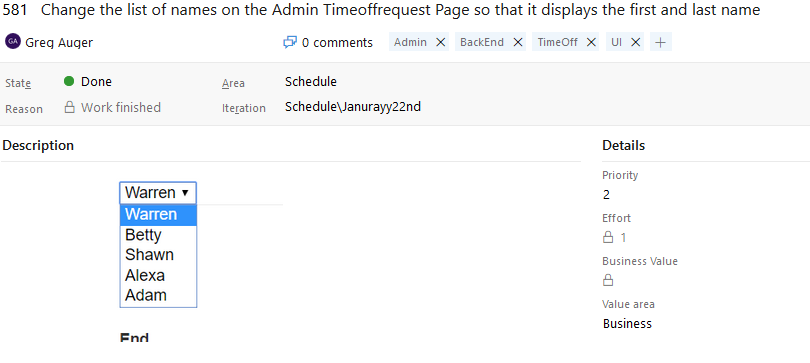 581 Change the list of names on the Admin Timeoffrequest Page so that it displays the first and last name
GA Greg Auger 0 comments Admin BackEnd TimeOff UI
State Done Area Schedule
Reason Work finished Iteration Schedule\Janurayy22nd
Description
Details
Warren
Warren
Betty
Shawn
Alexa
Adam
End
Priority
2
Effort
1
Business Value
Value area
Business